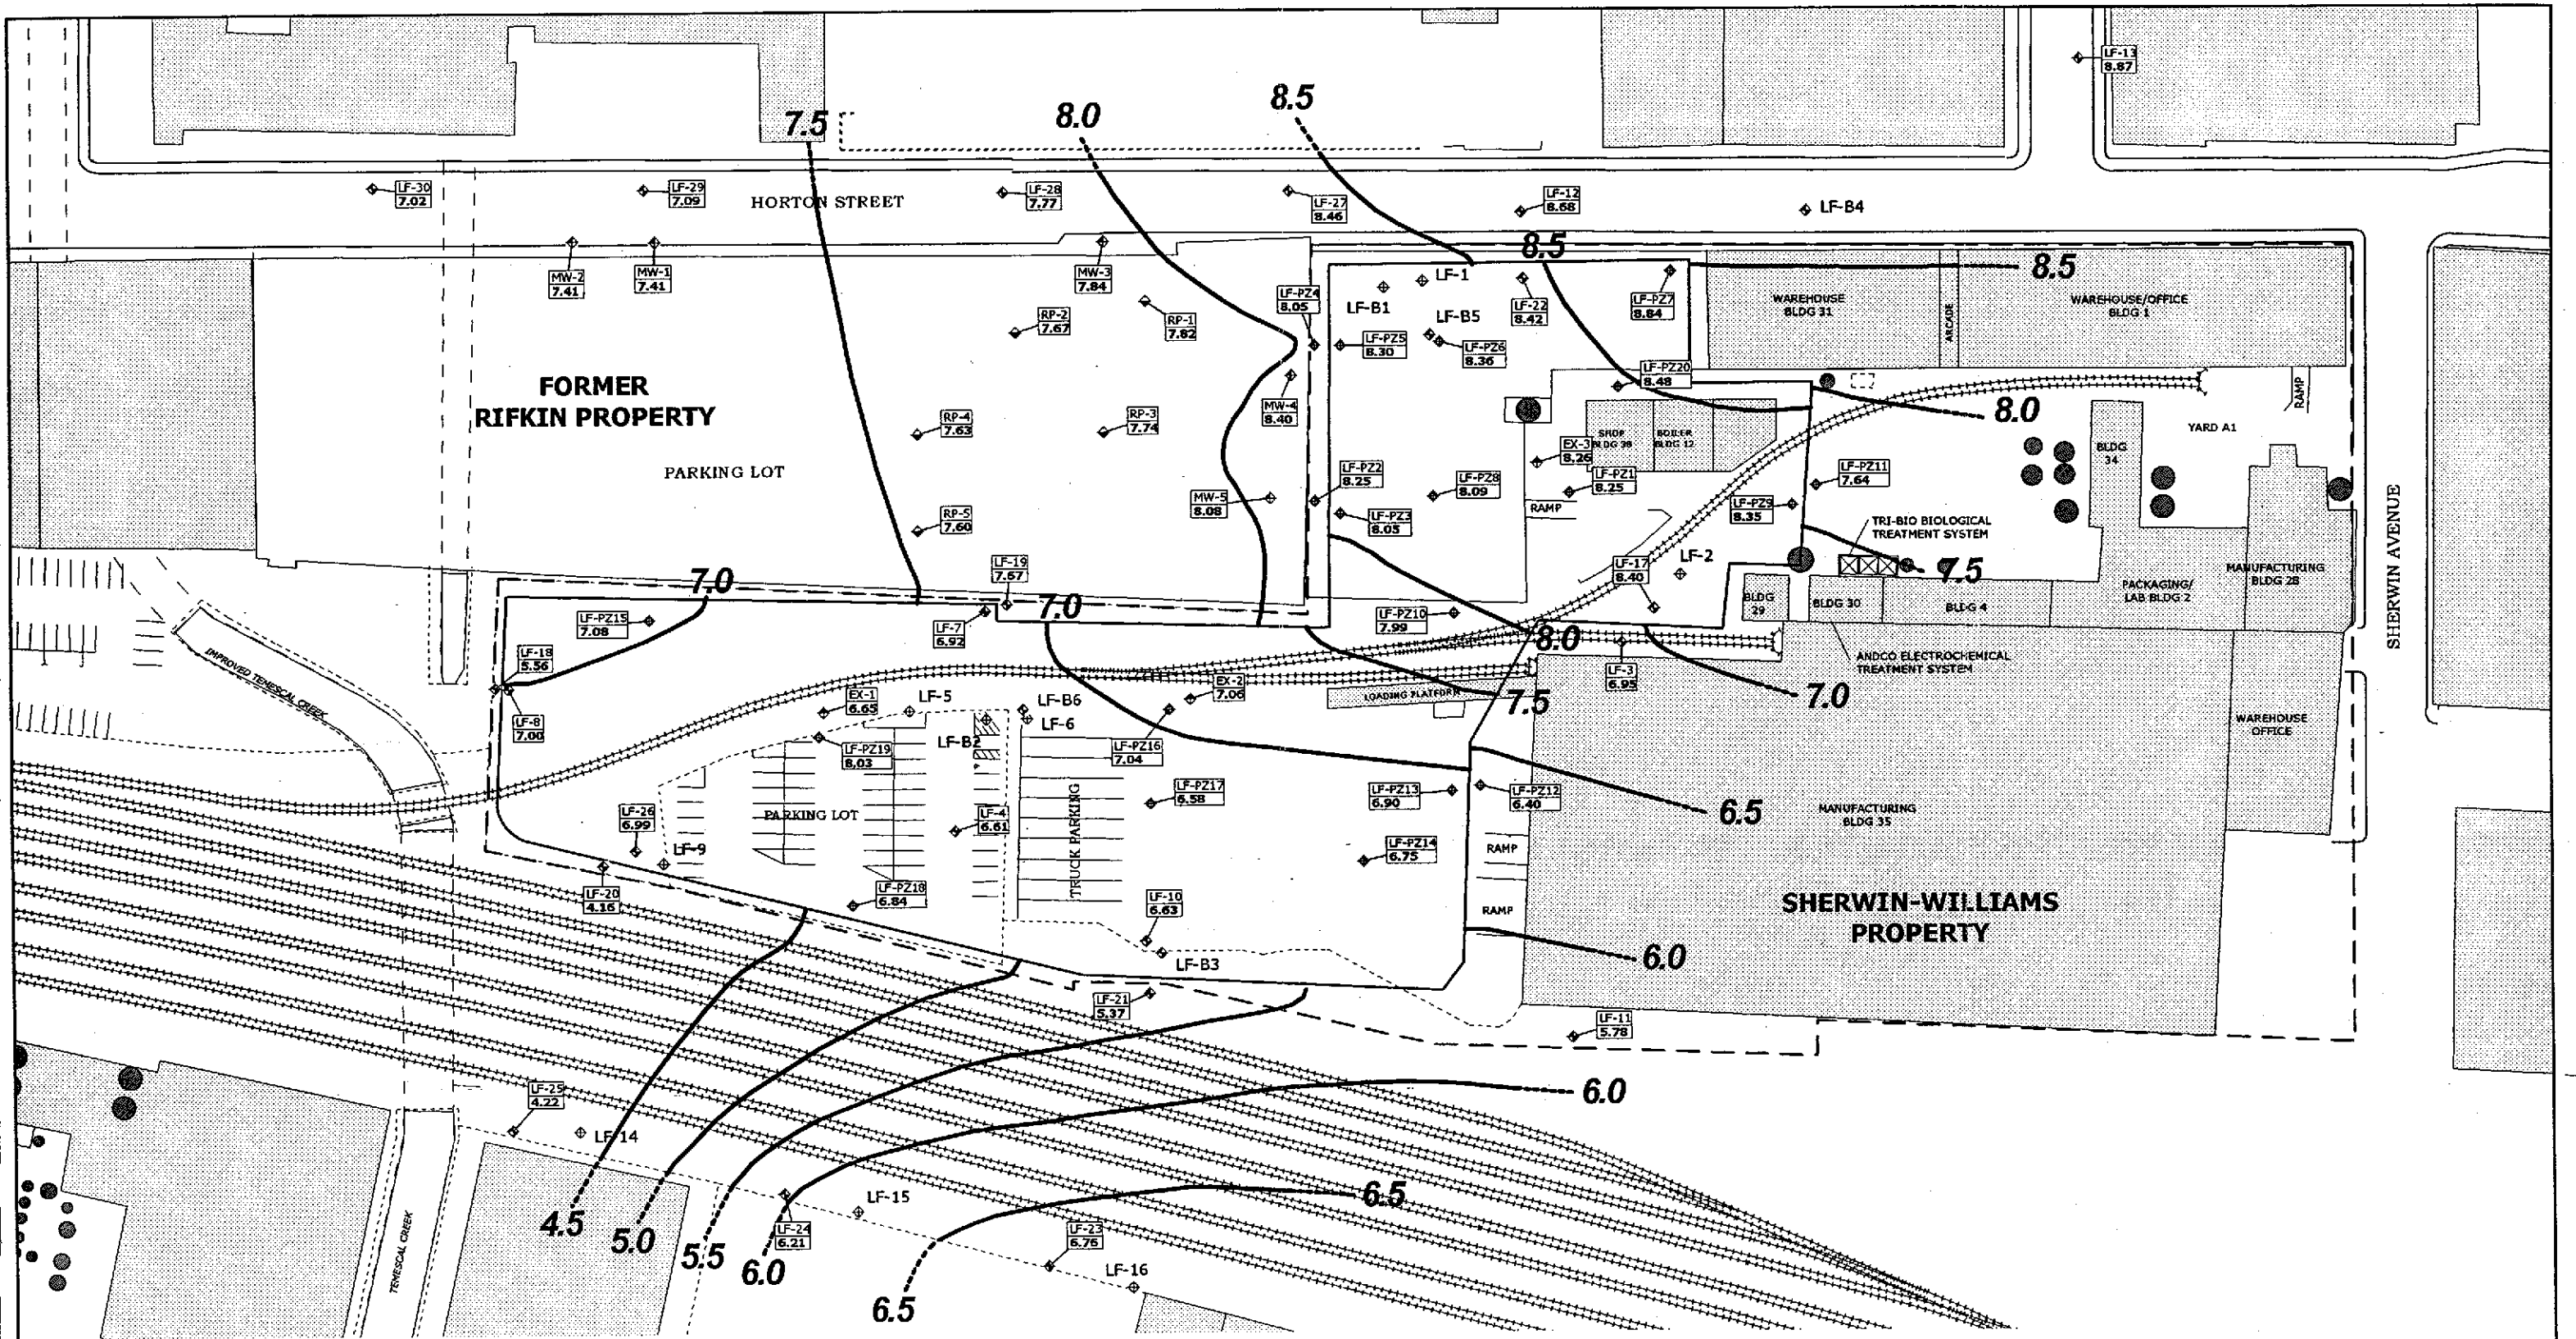 LF-13
8.87
8.5
8.0
7.5
LF-30
7.02
LF-29
7.09
HORTON STREET
LF-28
7.77
LF-27
8.46
LF-12
8.68
LF-B4
8.5
8.5
MW-2
7.41
MW-1
7.41
MW-3
7.84
LF-PZ4
8.05
LF-1
LF-B1
LF-22
8.42
LF-PZ7
8.84
WAREHOUSE
BLDG 31
ARCADE
WAREHOUSE/OFFICE
BLDG 1
RP-2
7.67
RP-1
7.82
LF-B5
LF-PZ5
8.30
LF-PZ6
8.36
LF-PZ20
8.48
FORMER
RIFKIN PROPERTY
MW-4
8.40
RAMP
8.0
RP-4
7.63
RP-3
7.74
EX-3
8.26
SHOP
BLDG 38
BOILER
BLDG 12
YARD A1
BLDG
34
PARKING LOT
LF-PZ2
8.25
LF-PZ8
8.09
LF-PZ1
8.25
LF-PZ11
7.64
MW-5
8.08
LF-PZ3
8.05
RAMP
LF-PZ9
8.35
RP-5
7.60
TRI-BIO BIOLOGICAL
TREATMENT SYSTEM
SHERWIN AVENUE
LF-2
LF-17
8.40
7.5
LF-19
7.67
7.0
7.0
MANUFACTURING
BLDG 28
PACKAGING/
LAB BLDG 2
BLDG
29
BLDG 30
BLDG 4
LF-PZ15
7.08
LF-7
6.92
LF-PZ10
7.99
8.0
LF-18
5.56
IMPROVED TEMESCAL CREEK
ANDCO ELECTROCHEMICAL
TREATMENT SYSTEM
LF-3
6.95
7.0
LOADING PLATFORM
7.5
LF-8
7.00
EX-1
6.65
LF-5
LF-B6
LF-6
EX-2
7.06
LF-B2
LF-PZ19
8.03
LF-PZ16
7.04
WAREHOUSE
OFFICE
LF-PZ17
6.58
LF-PZ13
6.90
LF-PZ12
6.40
6.5
MANUFACTURING
BLDG 35
LF-26
6.99
PARKING LOT
LF-4
6.61
TRUCK PARKING
LF-9
LF-PZ14
6.75
RAMP
LF-20
4.16
LF-PZ18
6.84
LF-10
6.63
RAMP
SHERWIN-WILLIAMS
PROPERTY
LF-B3
6.0
LF-21
5.37
LF-11
5.78
LF-25
4.22
6.0
LF-14
LF-15
6.5
4.5
5.0
5.5
6.0
LF-24
6.21
LF-23
6.76
LF-16
TEMESCAL CREEK
6.5